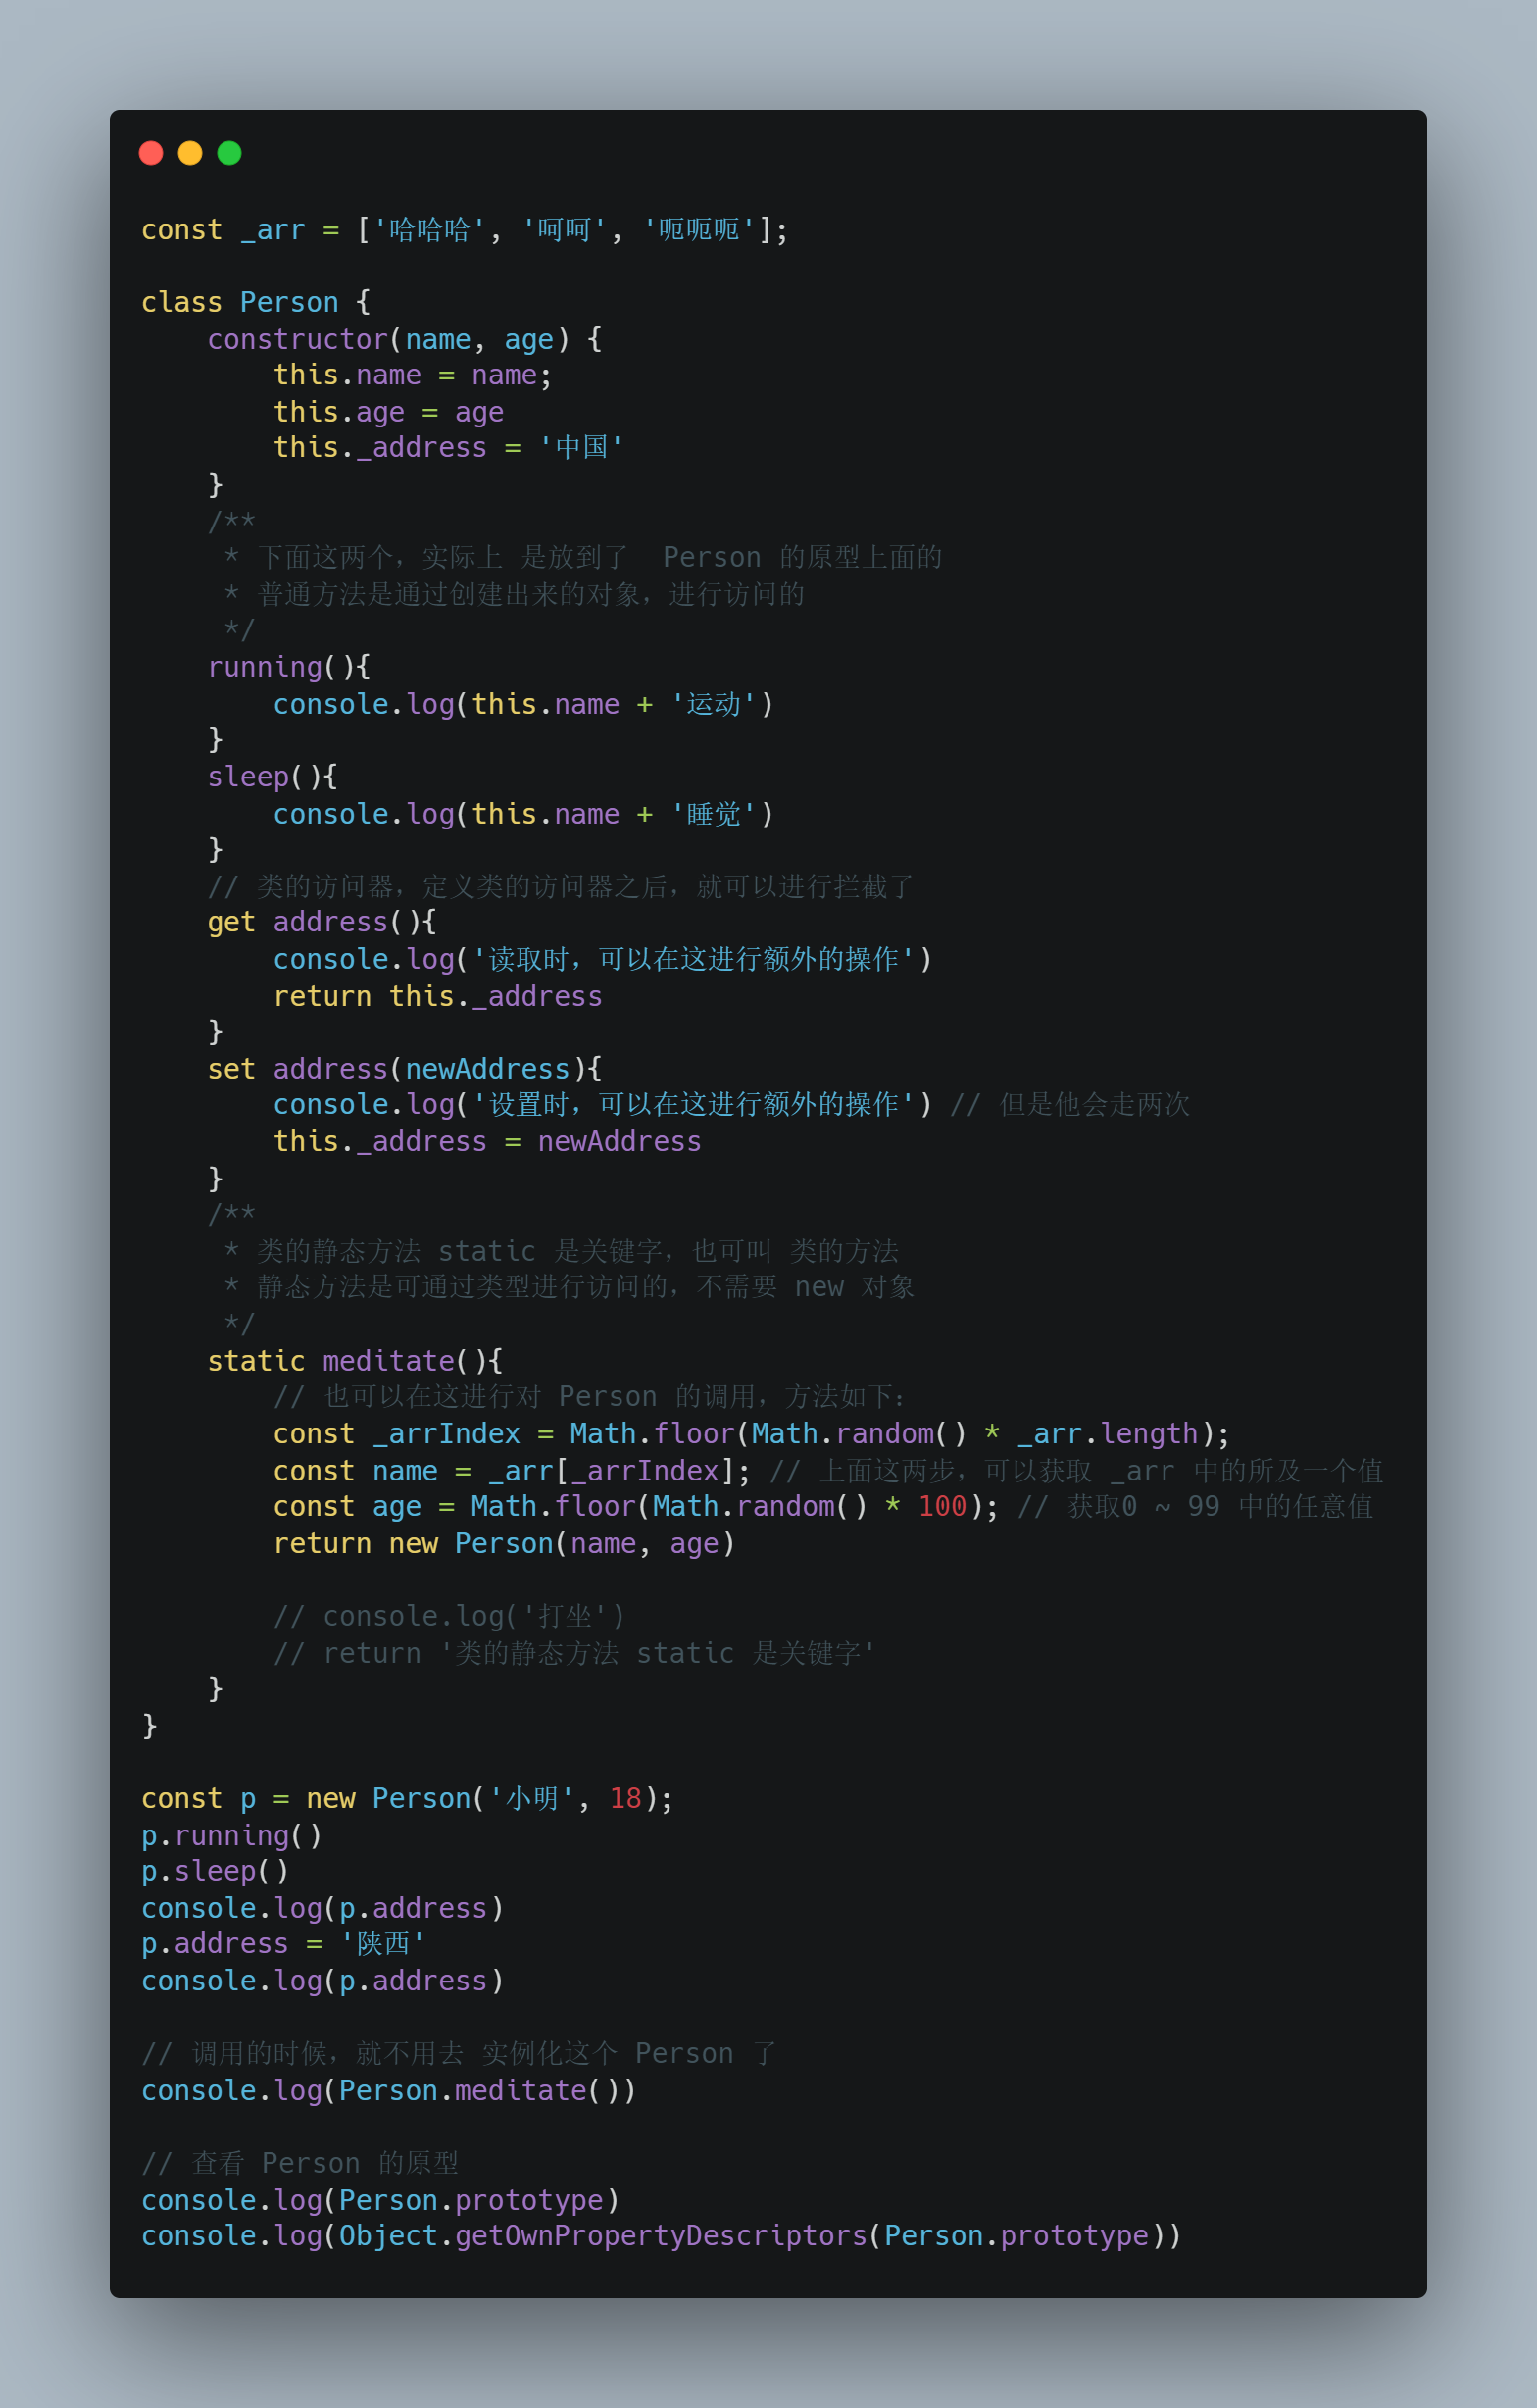 const _arr = ['哈哈哈', '呵呵', '呃呃呃'];

class Person {
    constructor(name, age) {
        this.name = name;
        this.age = age
        this._address = '中国'
    }
    /**
     * 下面这两个，实际上 是放到了  Person 的原型上面的
     * 普通方法是通过创建出来的对象，进行访问的
     */
    running(){
        console.log(this.name + '运动')
    }
    sleep(){
        console.log(this.name + '睡觉')
    }
    // 类的访问器，定义类的访问器之后，就可以进行拦截了
    get address(){
        console.log('读取时，可以在这进行额外的操作')
        return this._address
    }
    set address(newAddress){
        console.log('设置时，可以在这进行额外的操作') // 但是他会走两次
        this._address = newAddress
    }
    /**
     * 类的静态方法 static 是关键字，也可叫 类的方法
     * 静态方法是可通过类型进行访问的，不需要 new 对象
     */
    static meditate(){
        // 也可以在这进行对 Person 的调用，方法如下：
        const _arrIndex = Math.floor(Math.random() * _arr.length);
        const name = _arr[_arrIndex]; // 上面这两步，可以获取 _arr 中的所及一个值
        const age = Math.floor(Math.random() * 100); // 获取0 ~ 99 中的任意值
        return new Person(name, age)

        // console.log('打坐')
        // return '类的静态方法 static 是关键字'
    }
}

const p = new Person('小明', 18);
p.running()
p.sleep()
console.log(p.address)
p.address = '陕西'
console.log(p.address)

// 调用的时候，就不用去 实例化这个 Person 了
console.log(Person.meditate())

// 查看 Person 的原型
console.log(Person.prototype)
console.log(Object.getOwnPropertyDescriptors(Person.prototype))